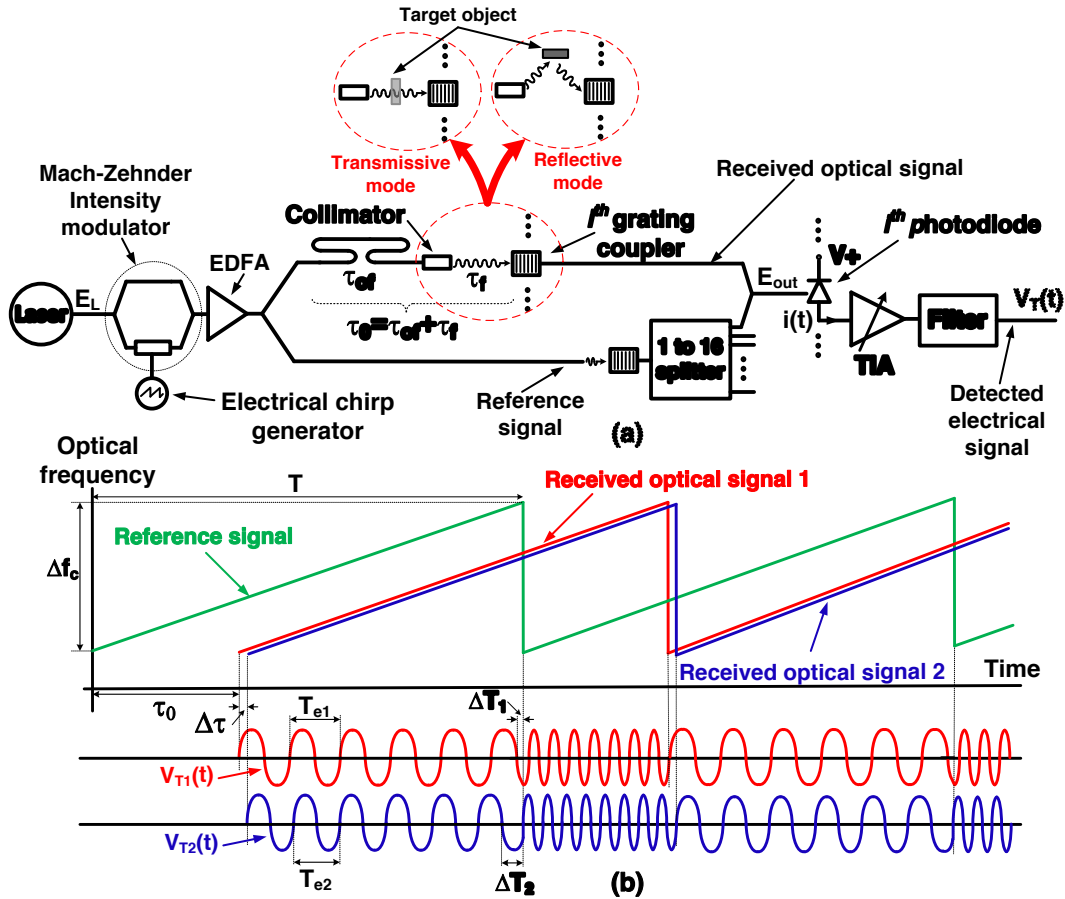 Target object
Transmissive
mode
Reflective
mode
Mach-Zehnder
Intensity
modulator
Collimator
i^th grating
coupler
Received optical signal
i^th photodiode
V+
EDFA
E_L
Laser
τ_cf
τ_f
τ_0=τ_cf+τ_f
E_out
i(t)
TIA
Filter
V_T(t)
1 to 16
splitter
Electrical chirp
generator
Reference
signal
Detected
electrical
signal
(a)
Optical
frequency
T
Received optical signal 1
Reference signal
Δf_c
Received optical signal 2
Time
τ_0
Δτ
T_e1
ΔT_1
V_T1(t)
V_T2(t)
T_e2
ΔT_2
(b)